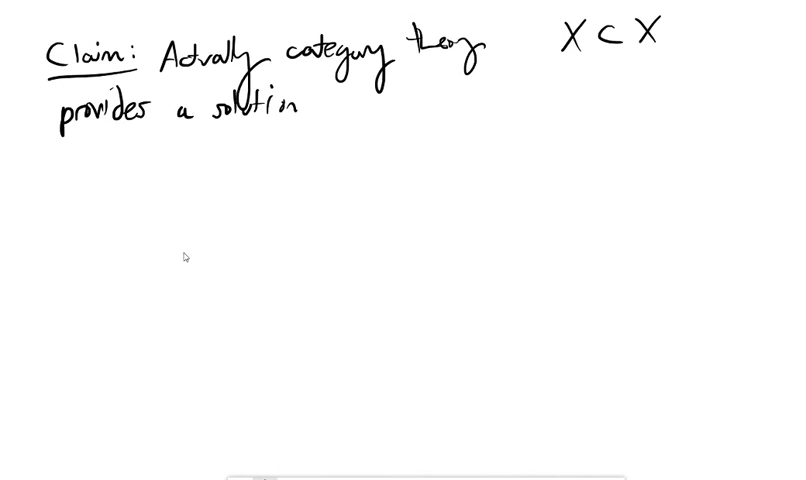 Claim: Actually category theory X ⊂ X
provides a solution